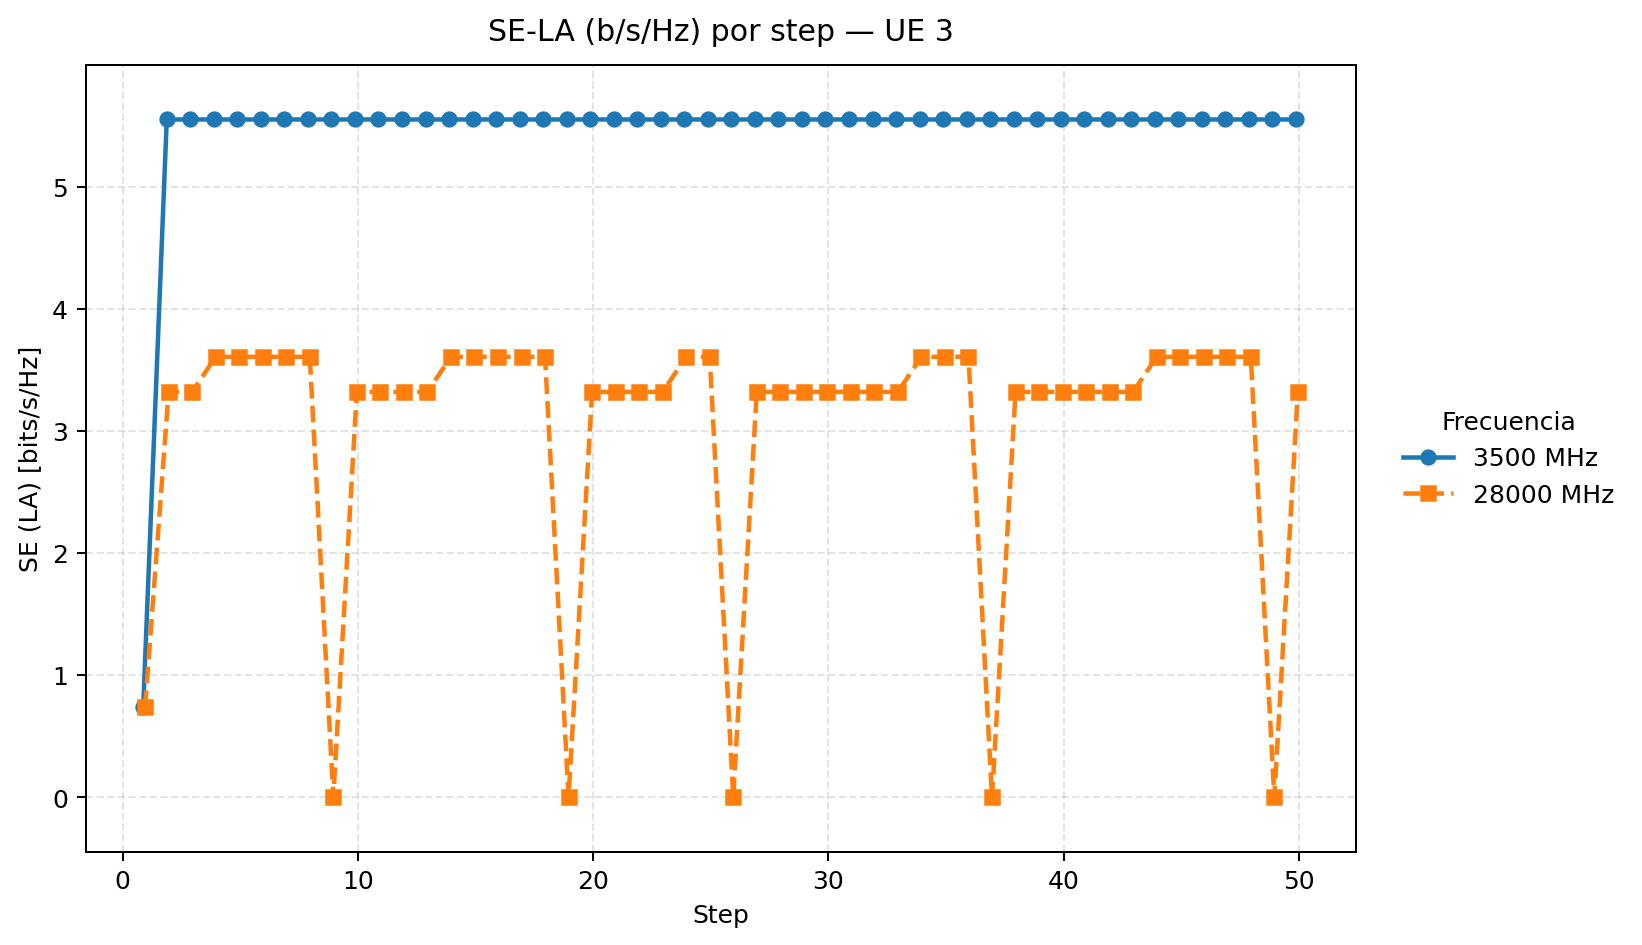 SE-LA (b/s/Hz) por step — UE 3
SE (LA) [bits/s/Hz]
5
4
3
2
1
0
0 10 20 30 40 50
Step
Frecuencia
3500 MHz
28000 MHz